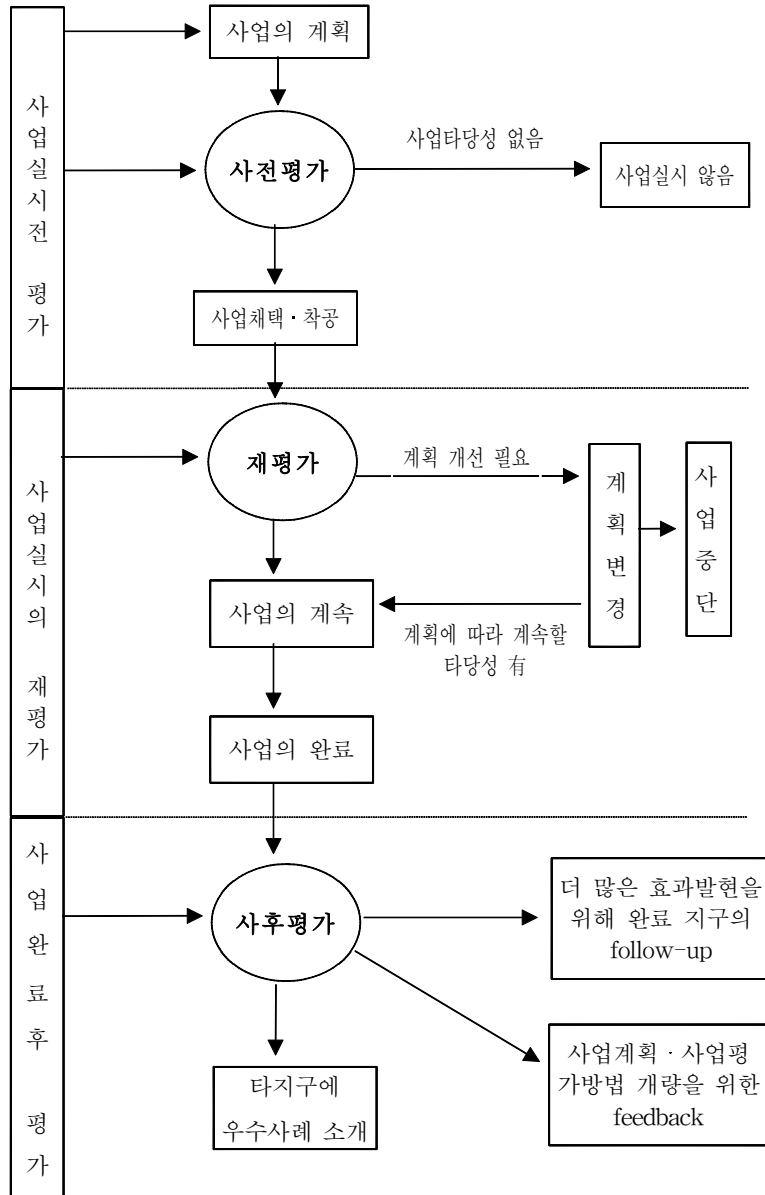 사업실시전 평가
사업의 계획
사전평가
사업타당성 없음
사업실시 않음
사업채택·착공
사업실시의 재평가
재평가
계획 개선 필요
계획변경
사업중단
사업의 계속
계획에 따라 계속할
타당성 有
사업의 완료
사업완료후 평가
사후평가
더 많은 효과발현을
위해 완료 지구의
follow-up
타지구에
우수사례 소개
사업계획·사업평
가방법 개량을 위한
feedback